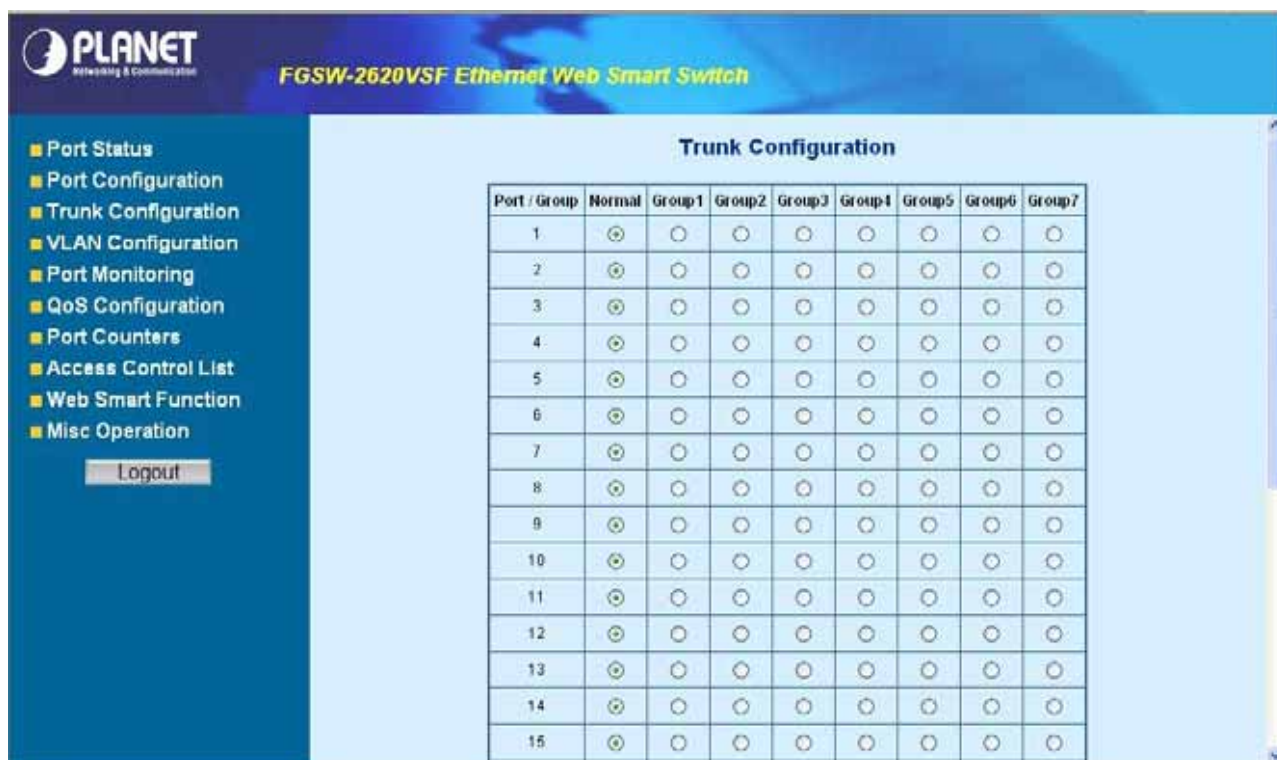 PLANET
Networking & Communication
FGSW-2620VSF Ethernet Web Smart Switch
Port Status
Port Configuration
Trunk Configuration
VLAN Configuration
Port Monitoring
QoS Configuration
Port Counters
Access Control List
Web Smart Function
Misc Operation
Logout
Trunk Configuration
Port / Group Normal Group1 Group2 Group3 Group4 Group5 Group6 Group7
1
2
3
4
5
6
7
8
9
10
11
12
13
14
15